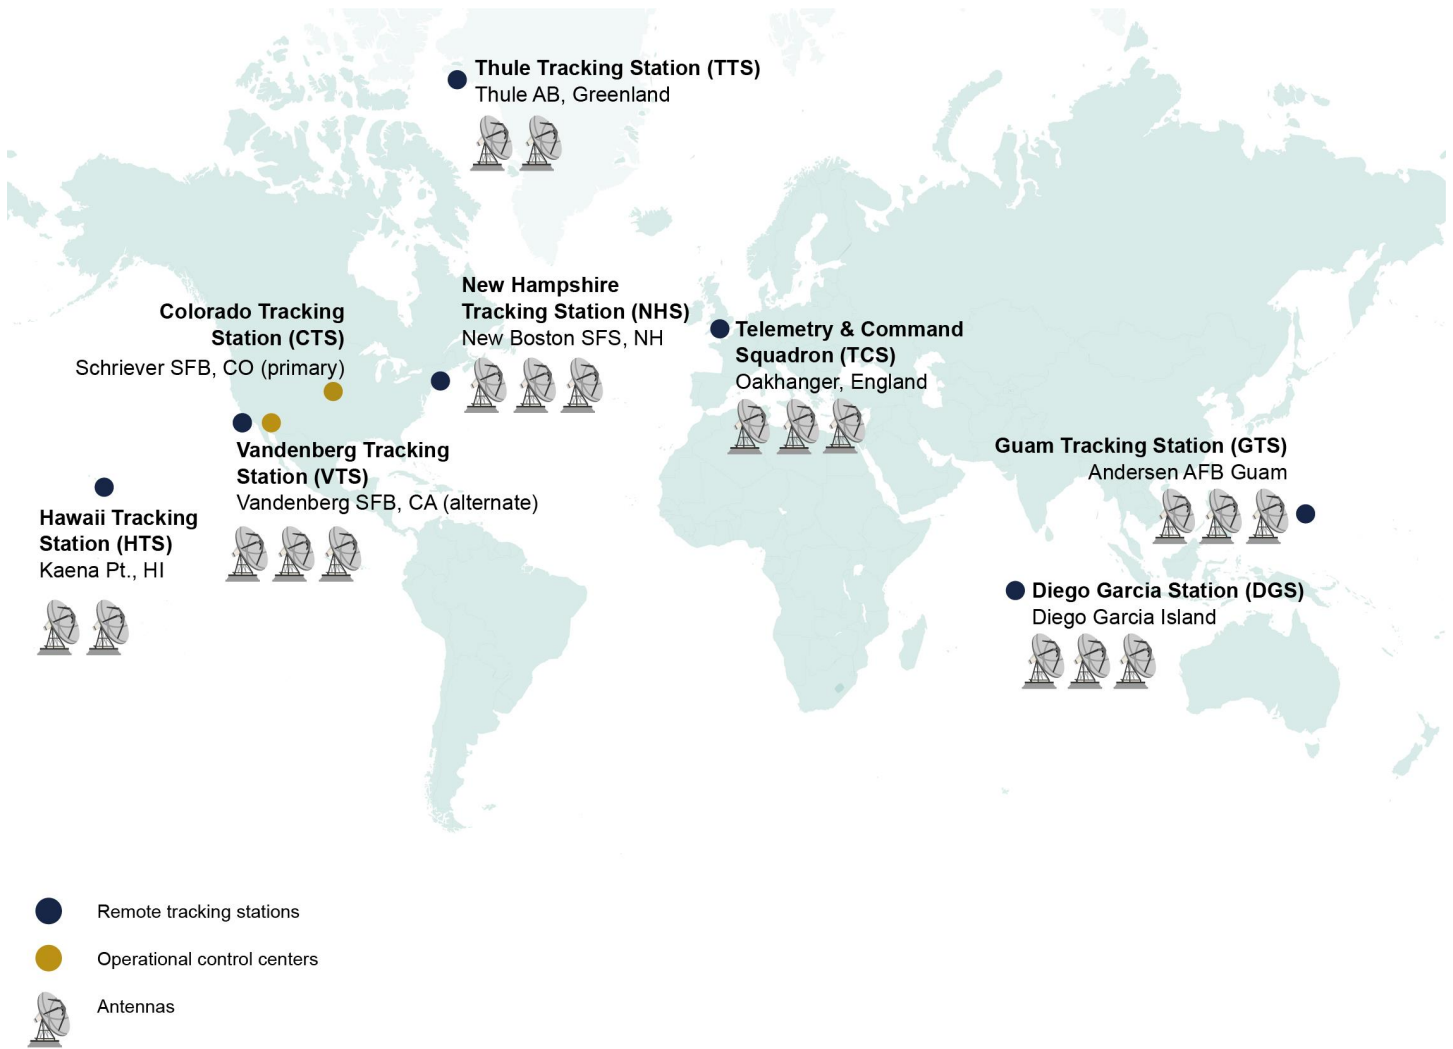 Thule Tracking Station (TTS)
Thule AB, Greenland
New Hampshire
Tracking Station (NHS)
New Boston SFS, NH
Colorado Tracking
Station (CTS)
Schriever SFB, CO (primary)
Telemetry & Command
Squadron (TCS)
Oakhanger, England
Vandenberg Tracking
Station (VTS)
Vandenberg SFB, CA (alternate)
Guam Tracking Station (GTS)
Andersen AFB Guam
Hawaii Tracking
Station (HTS)
Kaena Pt., HI
Diego Garcia Station (DGS)
Diego Garcia Island
Remote tracking stations
Operational control centers
Antennas